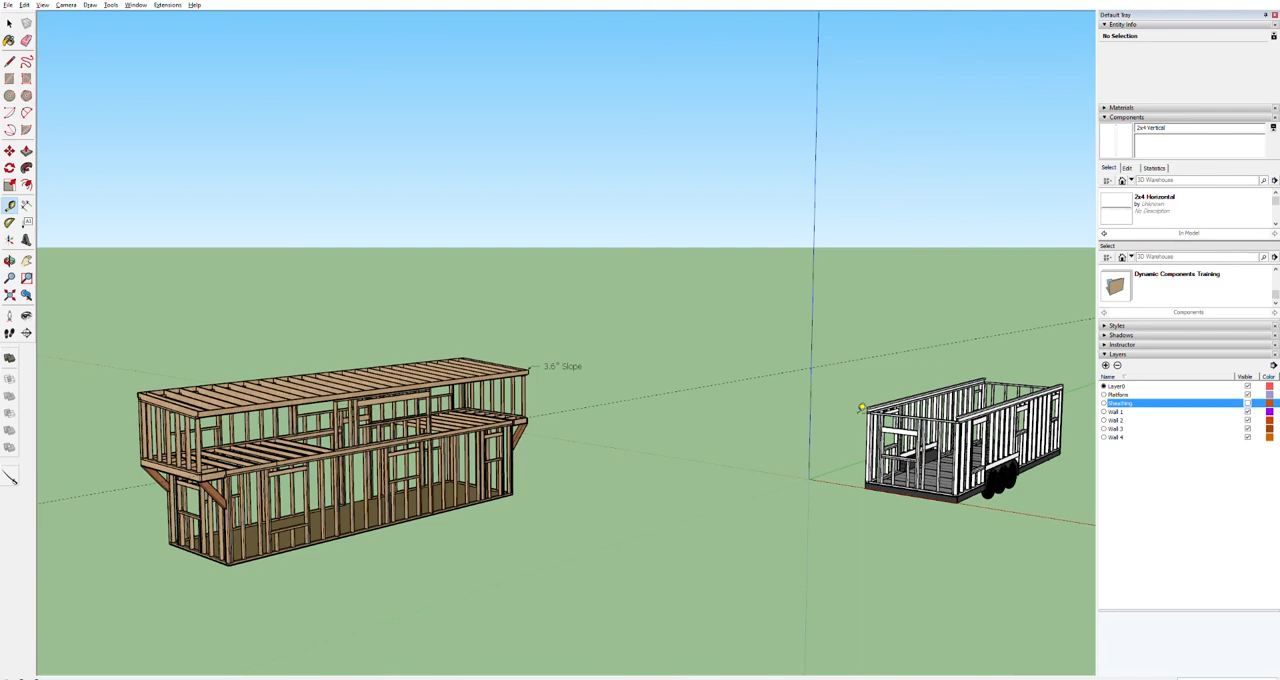 File Edit View Camera Draw Tools Window Extensions Help
Default Tray
Entity Info
No Selection
Materials
Components
2x4 Vertical
Select Edit Statistics
3D Warehouse
2x4 Horizontal
by Unknown
No Description
In Model
Select
3D Warehouse
Dynamic Components Training
Components
Styles
Shadows
Instructor
Layers
Name Visible Color
Layer0
Platform
Sheathing
Wall 1
Wall 2
Wall 3
Wall 4
3.6" Slope